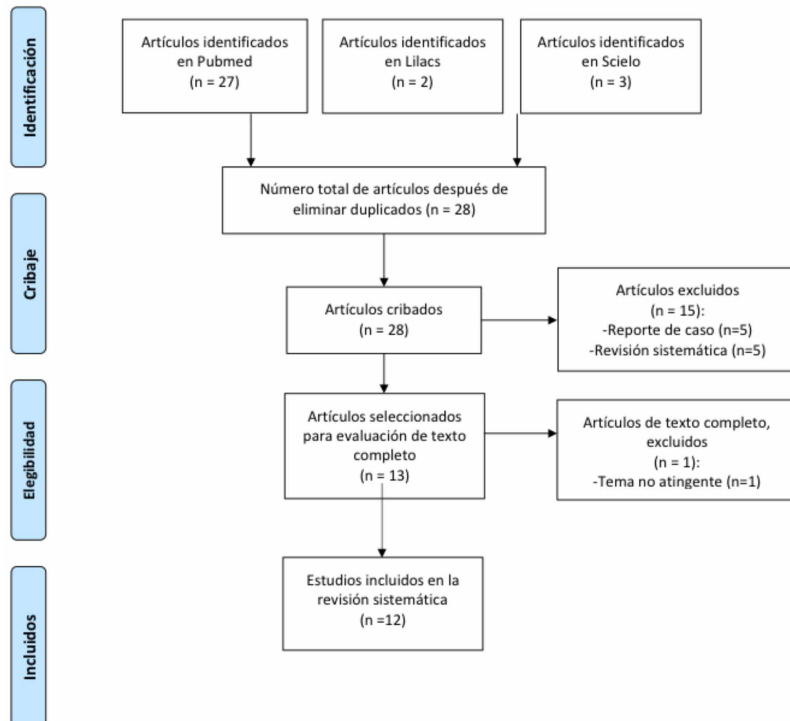 Identificación
Artículos identificados
en Pubmed
(n = 27)
Artículos identificados
en Lilacs
(n = 2)
Artículos identificados
en Scielo
(n = 3)
Número total de artículos después de
eliminar duplicados (n = 28)
Cribaje
Artículos cribados
(n = 28)
Artículos excluidos
(n = 15):
-Reporte de caso (n=5)
-Revisión sistemática (n=5)
Elegibilidad
Artículos seleccionados
para evaluación de texto
completo
(n = 13)
Artículos de texto completo,
excluidos
(n = 1):
-Tema no atingente (n=1)
Incluidos
Estudios incluidos en la
revisión sistemática
(n =12)